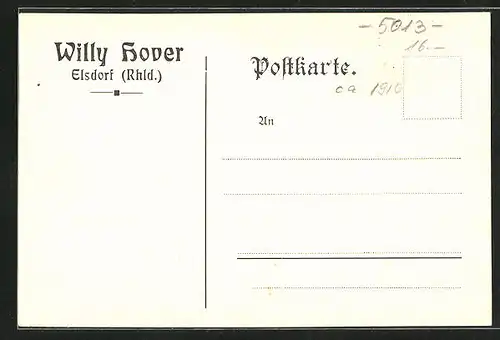 Willy Hover
Elsdorf (Rhld.)
-5013-
16.-
Postkarte.
ca 1910
An